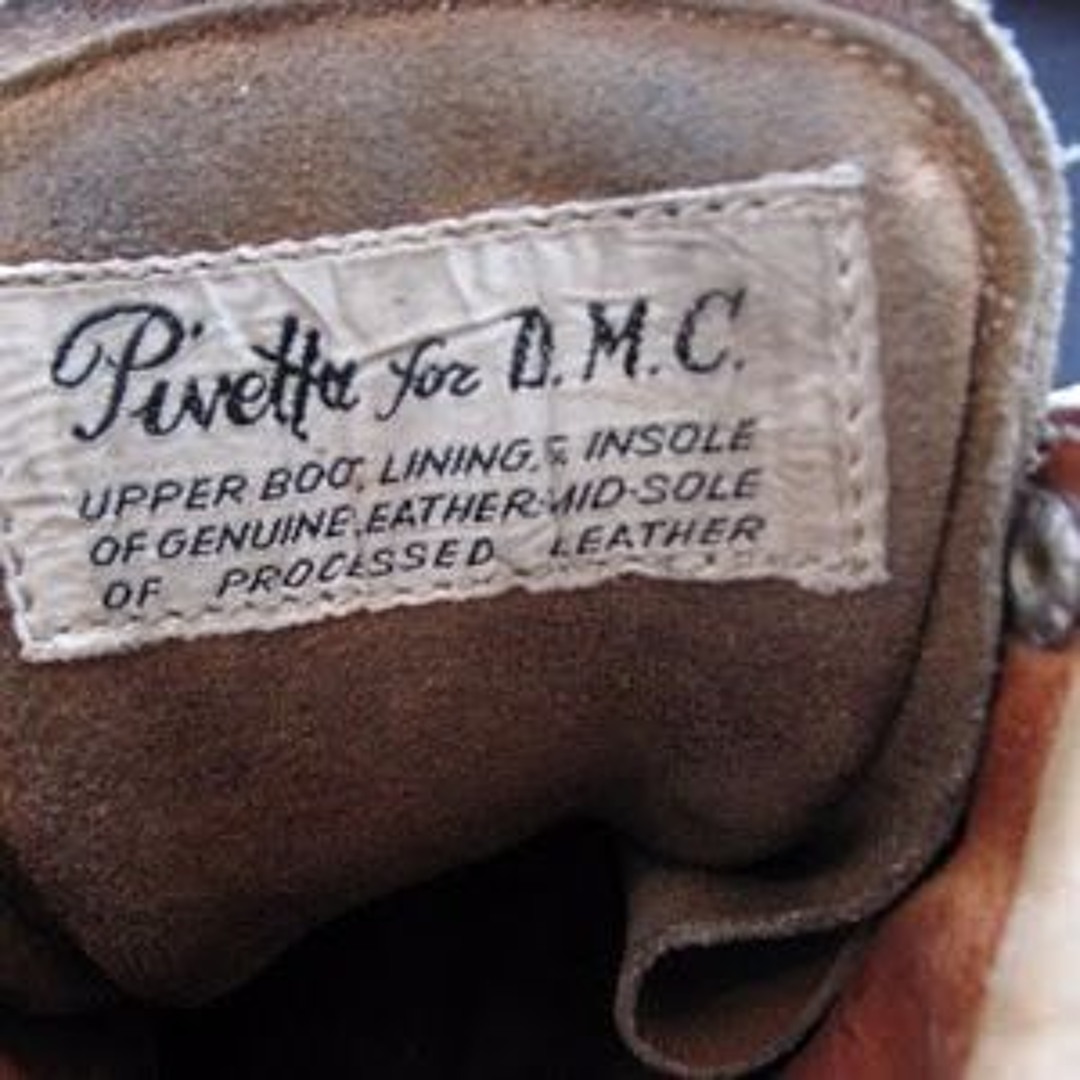 Pivetta for D.M.C.
UPPER BOOT, LINING, & INSOLE
OF GENUINE LEATHER-MID-SOLE
OF PROCESSED LEATHER